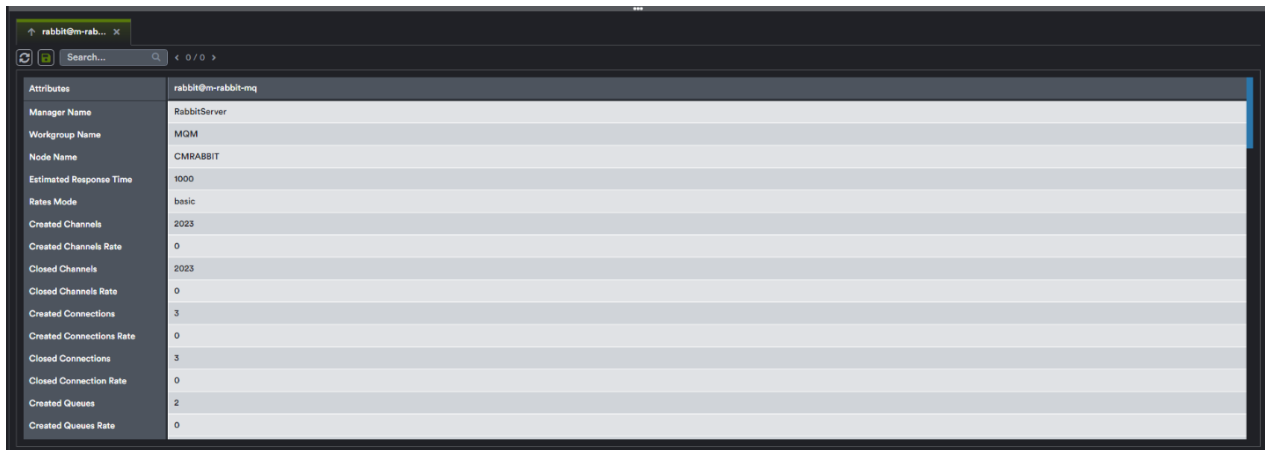 rabbit@m-rab... ×
Search... < 0/0 >
Attributes rabbit@m-rabbit-mq
Manager Name RabbitServer
Workgroup Name MQM
Node Name CMRABBIT
Estimated Response Time 1000
Rates Mode basic
Created Channels 2023
Created Channels Rate 0
Closed Channels 2023
Closed Channels Rate 0
Created Connections 3
Created Connections Rate 0
Closed Connections 3
Closed Connection Rate 0
Created Queues 2
Created Queues Rate 0